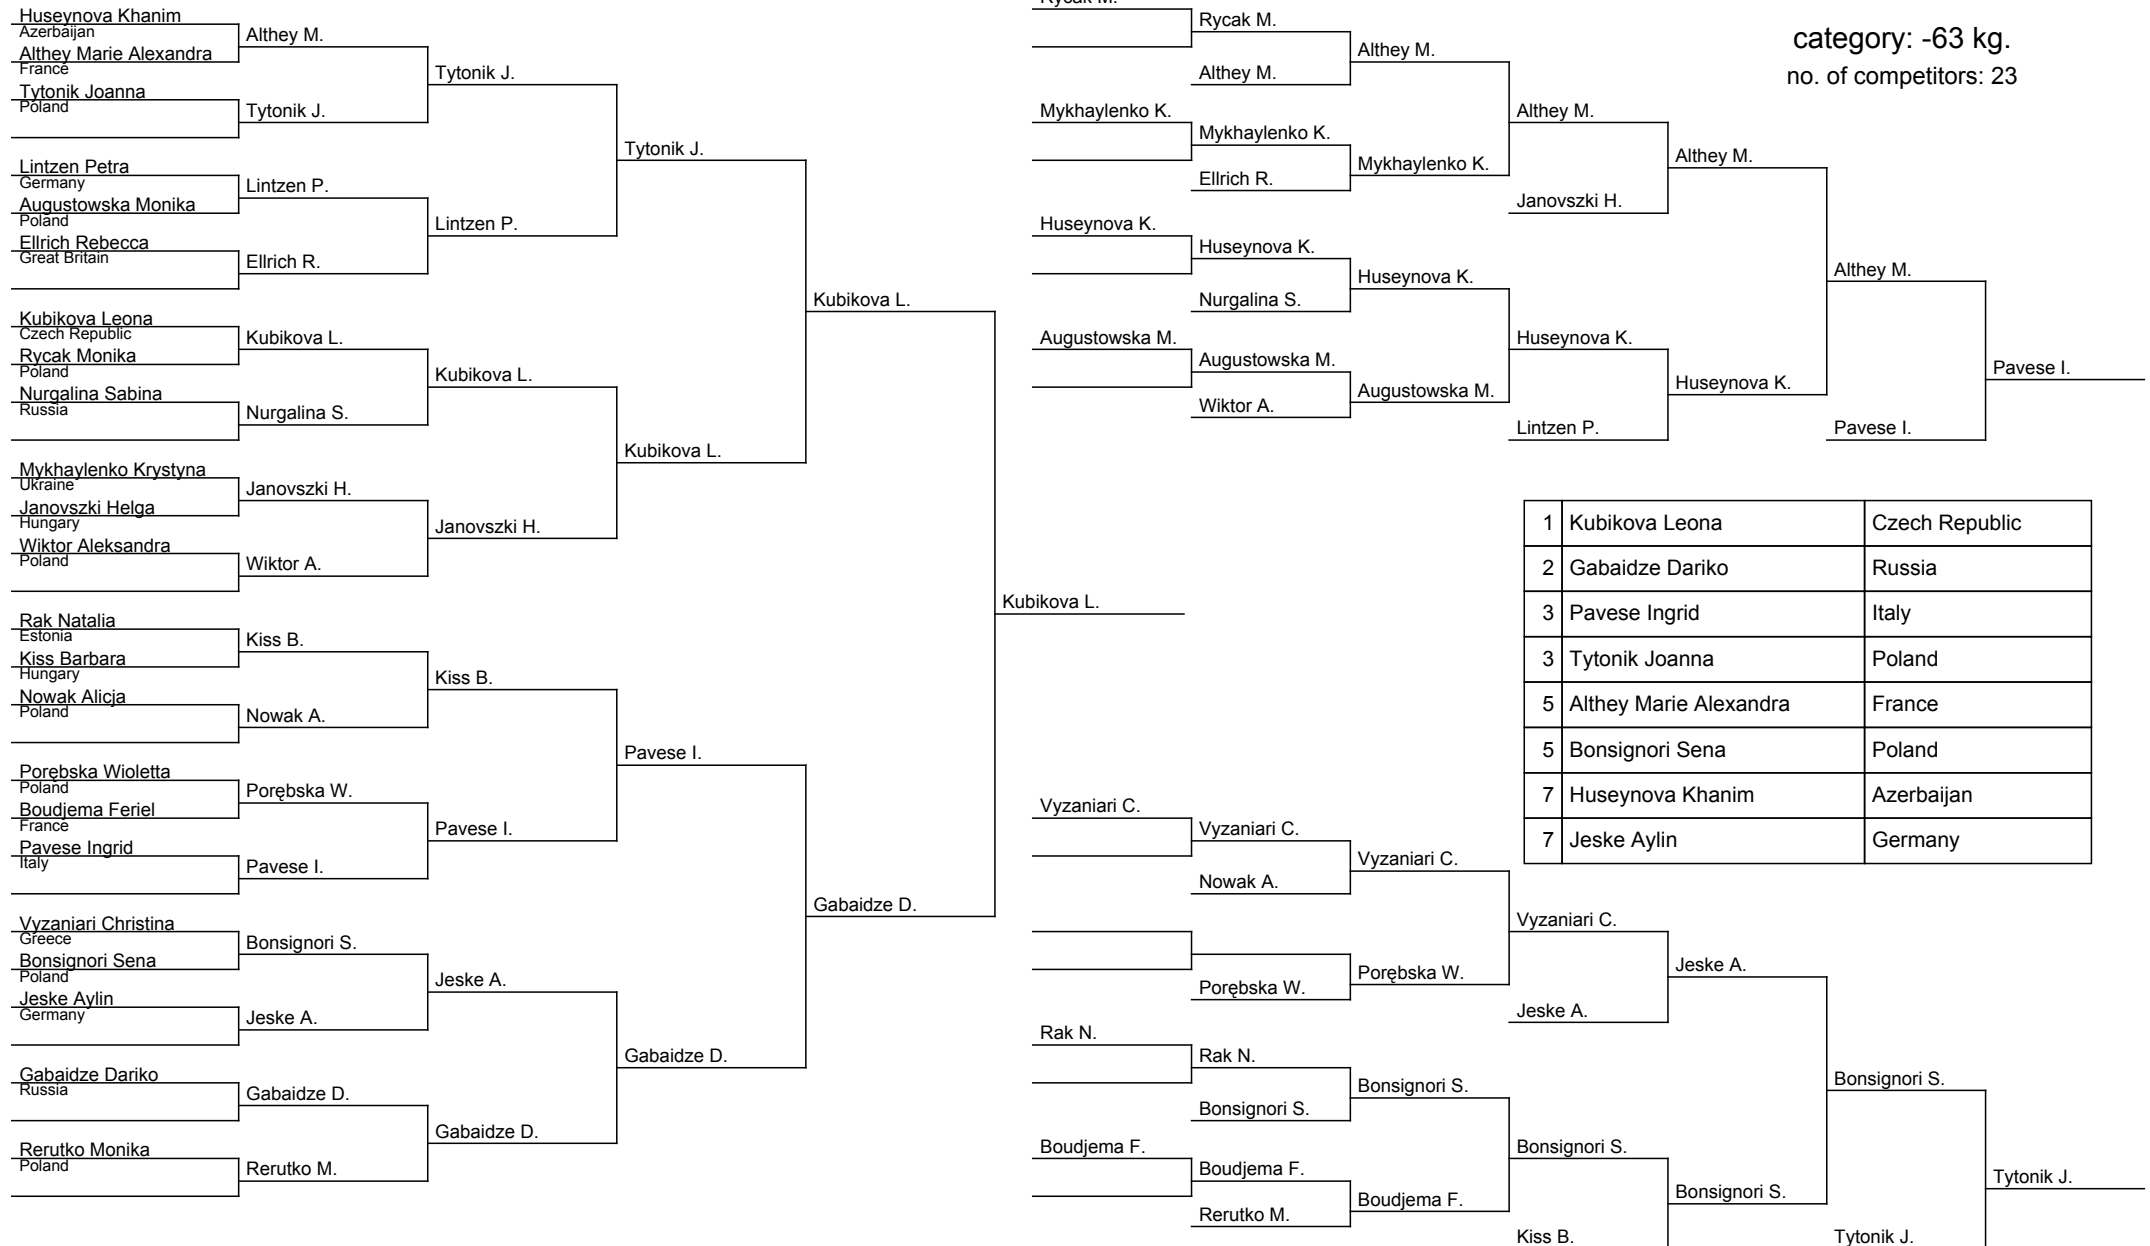 Huseynova Khanim
Azerbaijan
Althey Marie Alexandra
France
Tytonik Joanna
Poland
Lintzen Petra
Germany
Augustowska Monika
Poland
Ellrich Rebecca
Great Britain
Kubikova Leona
Czech Republic
Rycak Monika
Poland
Nurgalina Sabina
Russia
Mykhaylenko Krystyna
Ukraine
Janovszki Helga
Hungary
Wiktor Aleksandra
Poland
Rak Natalia
Estonia
Kiss Barbara
Hungary
Nowak Alicja
Poland
Porębska Wioletta
Poland
Boudjema Feriel
France
Pavese Ingrid
Italy
Vyzaniari Christina
Greece
Bonsignori Sena
Poland
Jeske Aylin
Germany
Gabaidze Dariko
Russia
Rerutko Monika
Poland
Althey M.
Tytonik J.
Lintzen P.
Ellrich R.
Kubikova L.
Nurgalina S.
Janovszki H.
Wiktor A.
Kiss B.
Nowak A.
Porębska W.
Pavese I.
Bonsignori S.
Jeske A.
Gabaidze D.
Rerutko M.
Tytonik J.
Lintzen P.
Kubikova L.
Janovszki H.
Kiss B.
Pavese I.
Jeske A.
Gabaidze D.
Tytonik J.
Kubikova L.
Pavese I.
Gabaidze D.
Kubikova L.
Gabaidze D.
Kubikova L.
Rycak M.
Mykhaylenko K.
Huseynova K.
Augustowska M.
Rycak M.
Althey M.
Mykhaylenko K.
Ellrich R.
Huseynova K.
Nurgalina S.
Augustowska M.
Wiktor A.
Althey M.
Mykhaylenko K.
Huseynova K.
Augustowska M.
Althey M.
Janovszki H.
Huseynova K.
Lintzen P.
Althey M.
Huseynova K.
Althey M.
Pavese I.
Pavese I.
category: -63 kg.
no. of competitors: 23
1 Kubikova Leona Czech Republic
2 Gabaidze Dariko Russia
3 Pavese Ingrid Italy
3 Tytonik Joanna Poland
5 Althey Marie Alexandra France
5 Bonsignori Sena Poland
7 Huseynova Khanim Azerbaijan
7 Jeske Aylin Germany
Vyzaniari C.
Rak N.
Boudjema F.
Vyzaniari C.
Nowak A.
Porębska W.
Rak N.
Bonsignori S.
Boudjema F.
Rerutko M.
Vyzaniari C.
Porębska W.
Bonsignori S.
Boudjema F.
Vyzaniari C.
Jeske A.
Bonsignori S.
Kiss B.
Jeske A.
Bonsignori S.
Bonsignori S.
Tytonik J.
Tytonik J.